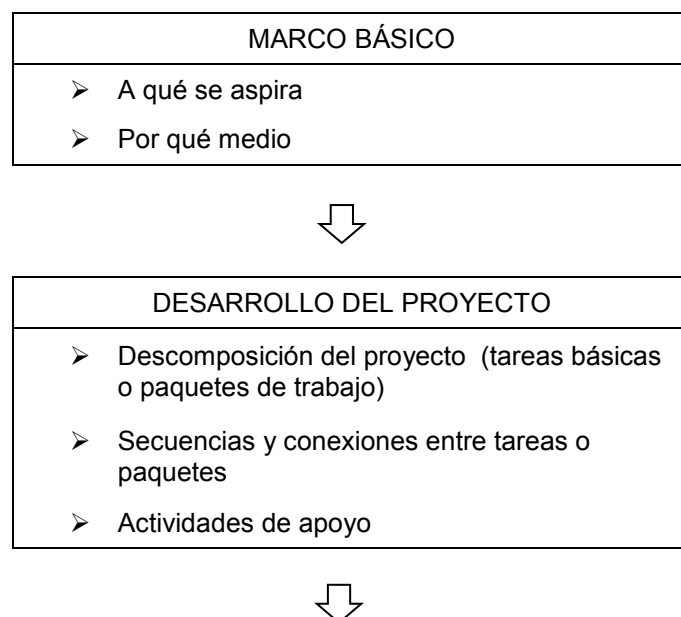 MARCO BÁSICO
➢ A qué se aspira
➢ Por qué medio
DESARROLLO DEL PROYECTO
➢ Descomposición del proyecto (tareas básicas
o paquetes de trabajo)
➢ Secuencias y conexiones entre tareas o
paquetes
➢ Actividades de apoyo